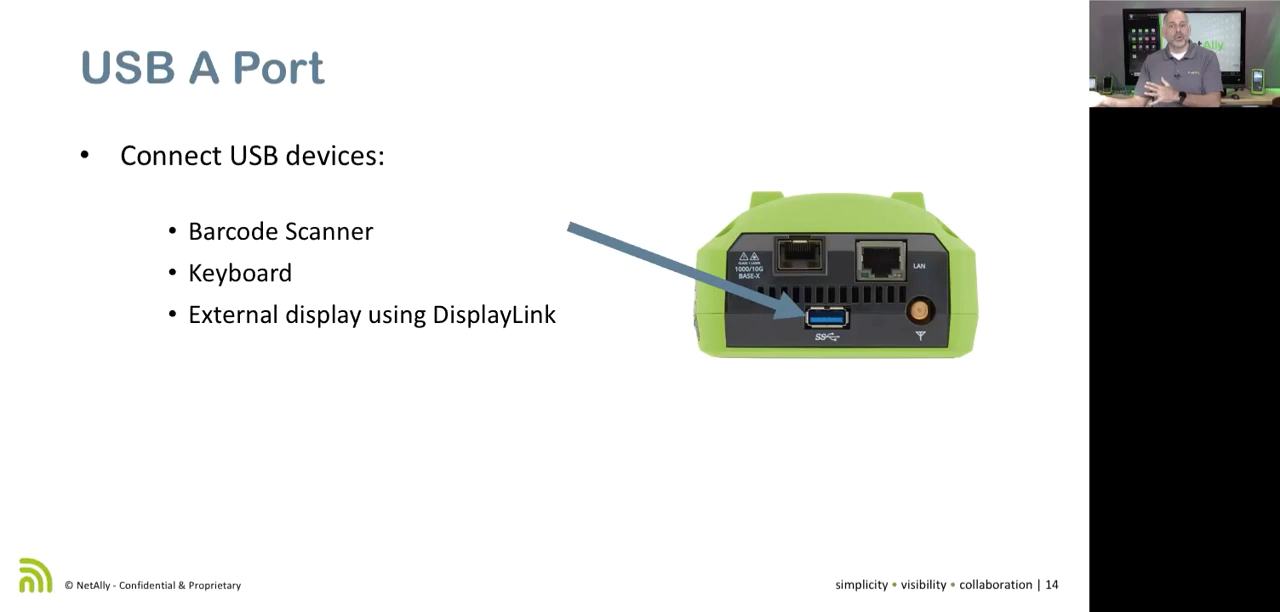 USB A Port
• Connect USB devices:
• Barcode Scanner
• Keyboard
• External display using DisplayLink
1000/10G
BASE-X
LAN
SS
© NetAlly - Confidential & Proprietary
simplicity • visibility • collaboration | 14